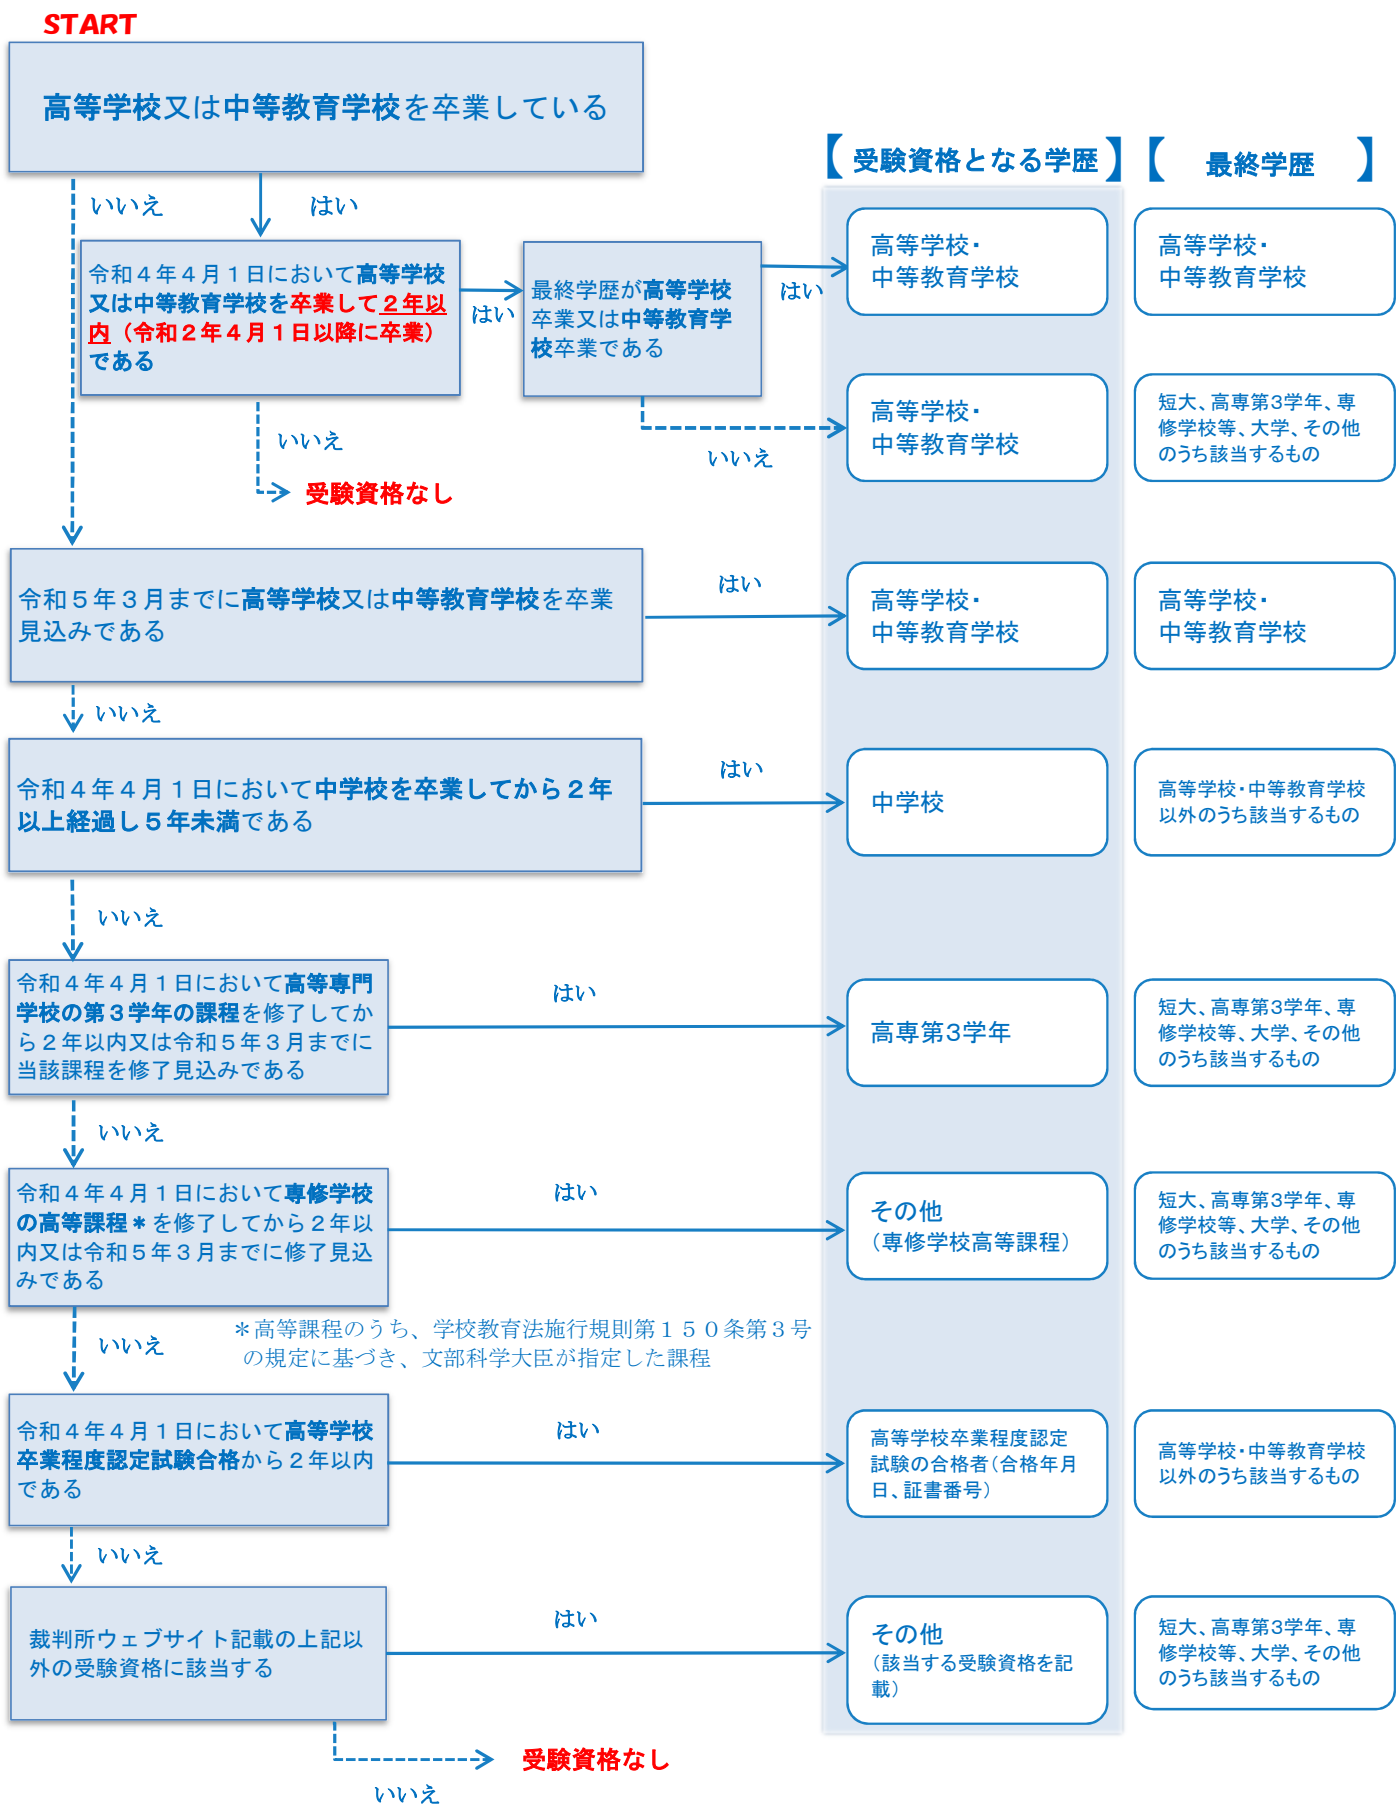 START
高等学校又は中等教育学校を卒業している
【 受験資格となる学歴 】
【 最終学歴 】
いいえ
はい
令和４年４月１日において高等学校
又は中等教育学校を卒業して２年以
内（令和２年４月１日以降に卒業）
である
はい
最終学歴が高等学校
卒業又は中等教育学
校卒業である
はい
高等学校・
中等教育学校
高等学校・
中等教育学校
いいえ
受験資格なし
いいえ
高等学校・
中等教育学校
短大、高専第3学年、専
修学校等、大学、その他
のうち該当するもの
令和５年３月までに高等学校又は中等教育学校を卒業
見込みである
はい
高等学校・
中等教育学校
高等学校・
中等教育学校
いいえ
令和４年４月１日において中学校を卒業してから２年
以上経過し５年未満である
はい
中学校
高等学校・中等教育学校
以外のうち該当するもの
いいえ
令和４年４月１日において高等専門
学校の第３学年の課程を修了してか
ら２年以内又は令和５年３月までに
当該課程を修了見込みである
はい
高専第3学年
短大、高専第3学年、専
修学校等、大学、その他
のうち該当するもの
いいえ
令和４年４月１日において専修学校
の高等課程＊を修了してから２年以
内又は令和５年３月までに修了見込
みである
はい
その他
（専修学校高等課程）
短大、高専第3学年、専
修学校等、大学、その他
のうち該当するもの
いいえ
＊高等課程のうち、学校教育法施行規則第１５０条第３号
の規定に基づき、文部科学大臣が指定した課程
令和４年４月１日において高等学校
卒業程度認定試験合格から２年以内
である
はい
高等学校卒業程度認定
試験の合格者（合格年月
日、証書番号）
高等学校・中等教育学校
以外のうち該当するもの
いいえ
裁判所ウェブサイト記載の上記以
外の受験資格に該当する
はい
その他
（該当する受験資格を記
載）
短大、高専第3学年、専
修学校等、大学、その他
のうち該当するもの
受験資格なし
いいえ